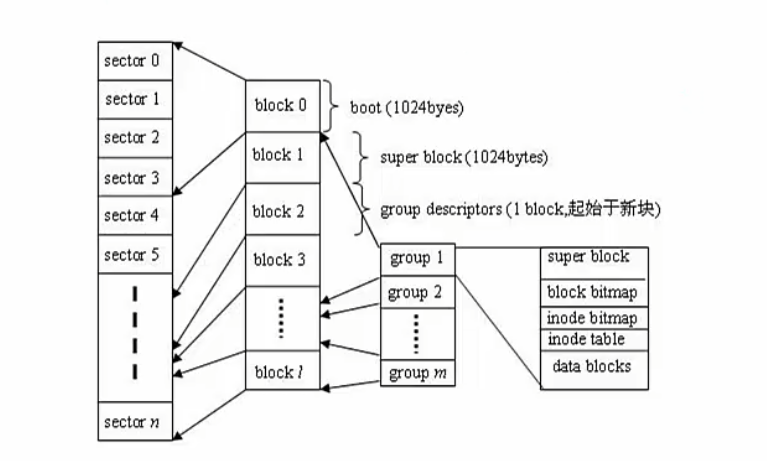 sector 0
sector 1
sector 2
sector 3
sector 4
sector 5
sector n
block 0
block 1
block 2
block 3
block l
boot (1024byes)
super block (1024bytes)
group descriptors (1 block,起始于新块)
group 1
group 2
group m
super block
block bitmap
inode bitmap
inode table
data blocks